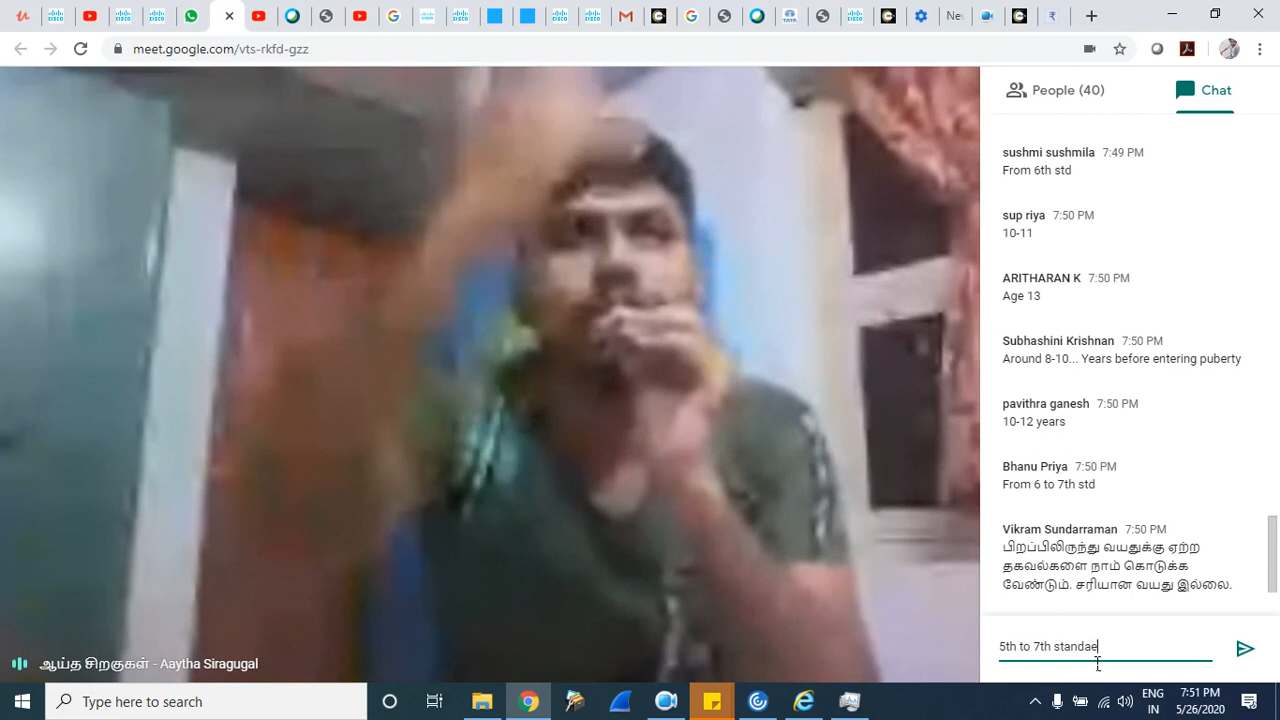 New
meet.google.com/vts-rkfd-gzz
People (40)
Chat
sushmi sushmila 7:49 PM
From 6th std
sup riya 7:50 PM
10-11
ARITHARAN K 7:50 PM
Age 13
Subhashini Krishnan 7:50 PM
Around 8-10... Years before entering puberty
pavithra ganesh 7:50 PM
10-12 years
Bhanu Priya 7:50 PM
From 6 to 7th std
Vikram Sundarraman 7:50 PM
பிறப்பிலிருந்து வயதுக்கு ஏற்ற
தகவல்களை நாம் கொடுக்க
வேண்டும். சரியான வயது இல்லை.
5th to 7th standae
ஆய்த சிறகுகள் - Aaytha Siragugal
Type here to search
ENG
IN
7:51 PM
5/26/2020